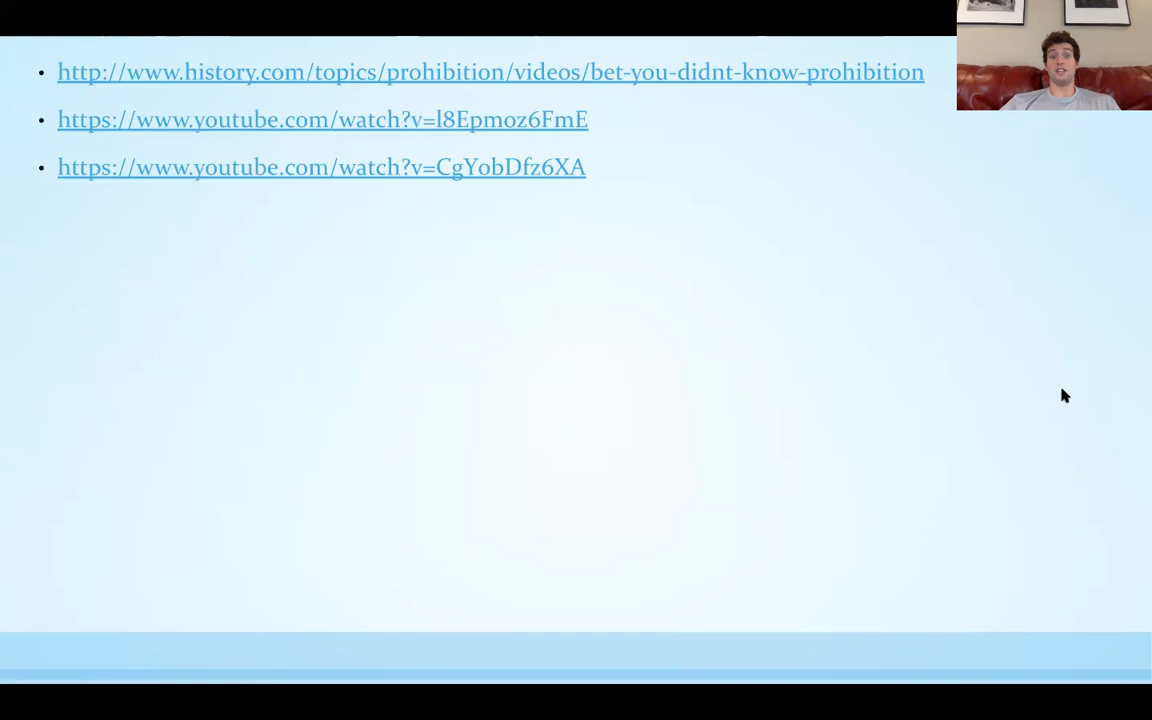 http://www.history.com/topics/prohibition/videos/bet-you-didnt-know-prohibition
https://www.youtube.com/watch?v=l8Epmoz6FmE
https://www.youtube.com/watch?v=CgYobDfz6XA